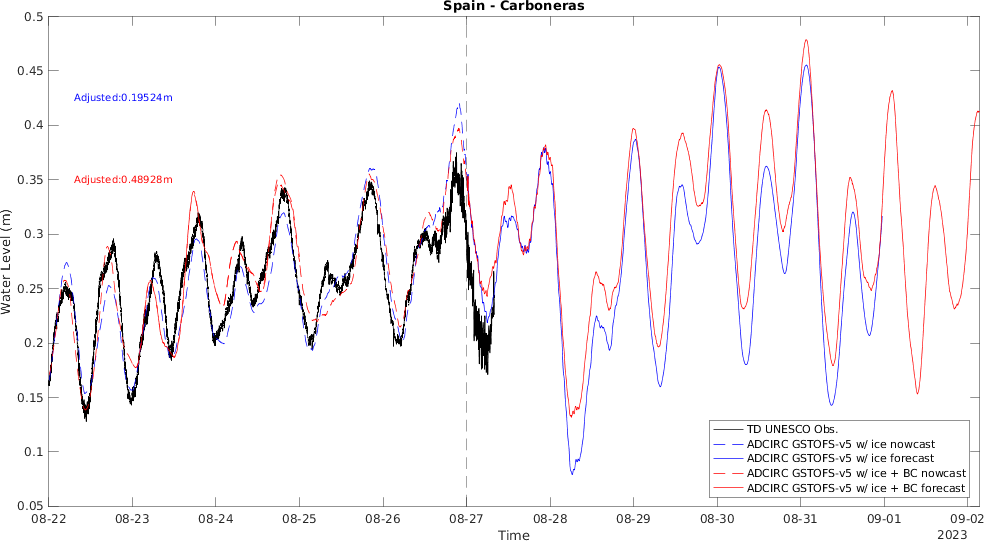 Spain - Carboneras
0.5
0.45
0.4
0.35
0.3
0.25
0.2
0.15
0.1
0.05
Water Level (m)
Adjusted:0.19524m
Adjusted:0.48928m
TD UNESCO Obs.
ADCIRC GSTOFS-v5 w/ ice nowcast
ADCIRC GSTOFS-v5 w/ ice forecast
ADCIRC GSTOFS-v5 w/ ice + BC nowcast
ADCIRC GSTOFS-v5 w/ ice + BC forecast
08-22 08-23 08-24 08-25 08-26 08-27 08-28 08-29 08-30 08-31 09-01 09-02
Time
2023